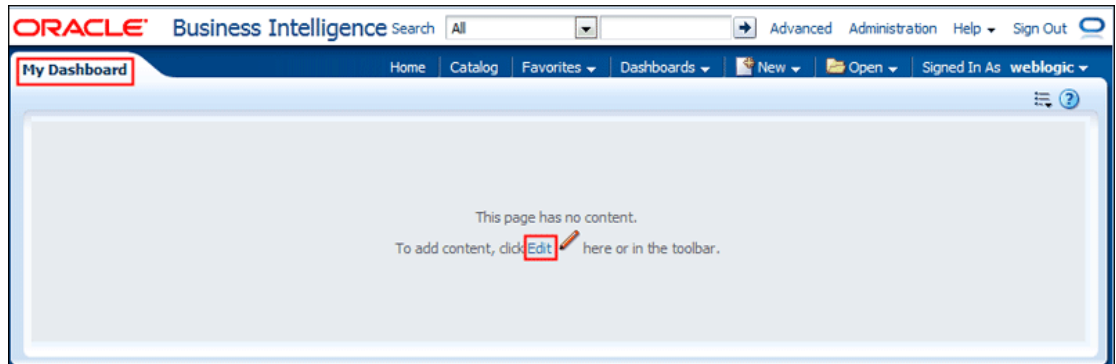 ORACLE Business Intelligence Search All Advanced Administration Help Sign Out
My Dashboard Home Catalog Favorites Dashboards New Open Signed In As weblogic
This page has no content.
To add content, click Edit here or in the toolbar.